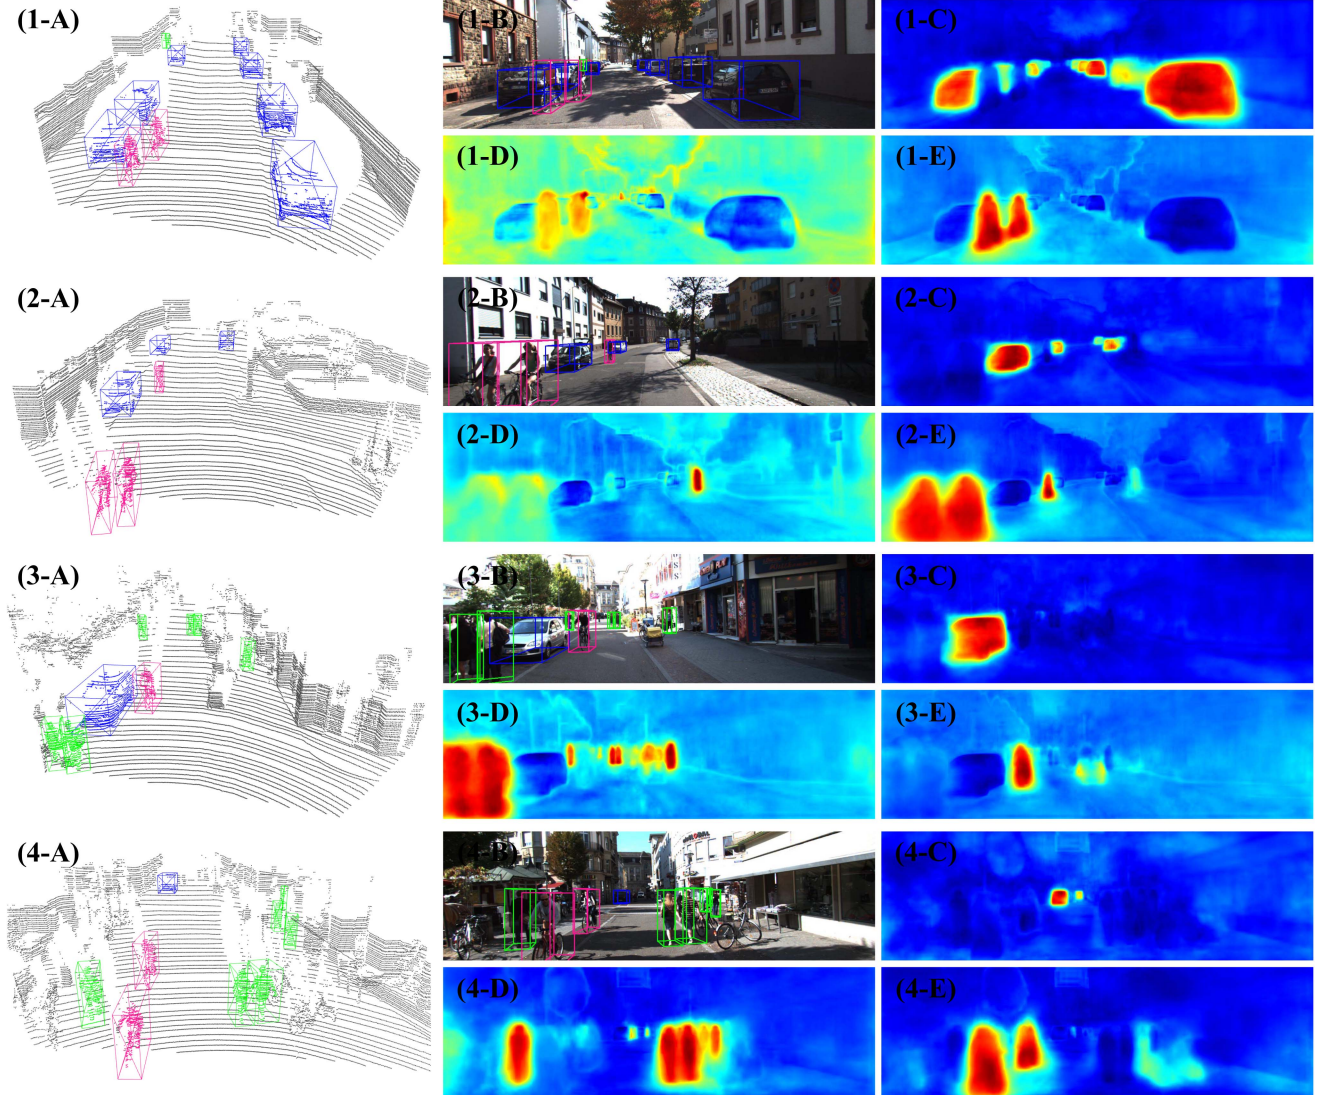 (1-A)
(1-B)
(1-C)
(1-D)
(1-E)
(2-A)
(2-B)
(2-C)
(2-D)
(2-E)
(3-A)
(3-B)
(3-C)
(3-D)
(3-E)
(4-A)
(4-B)
(4-C)
(4-D)
(4-E)